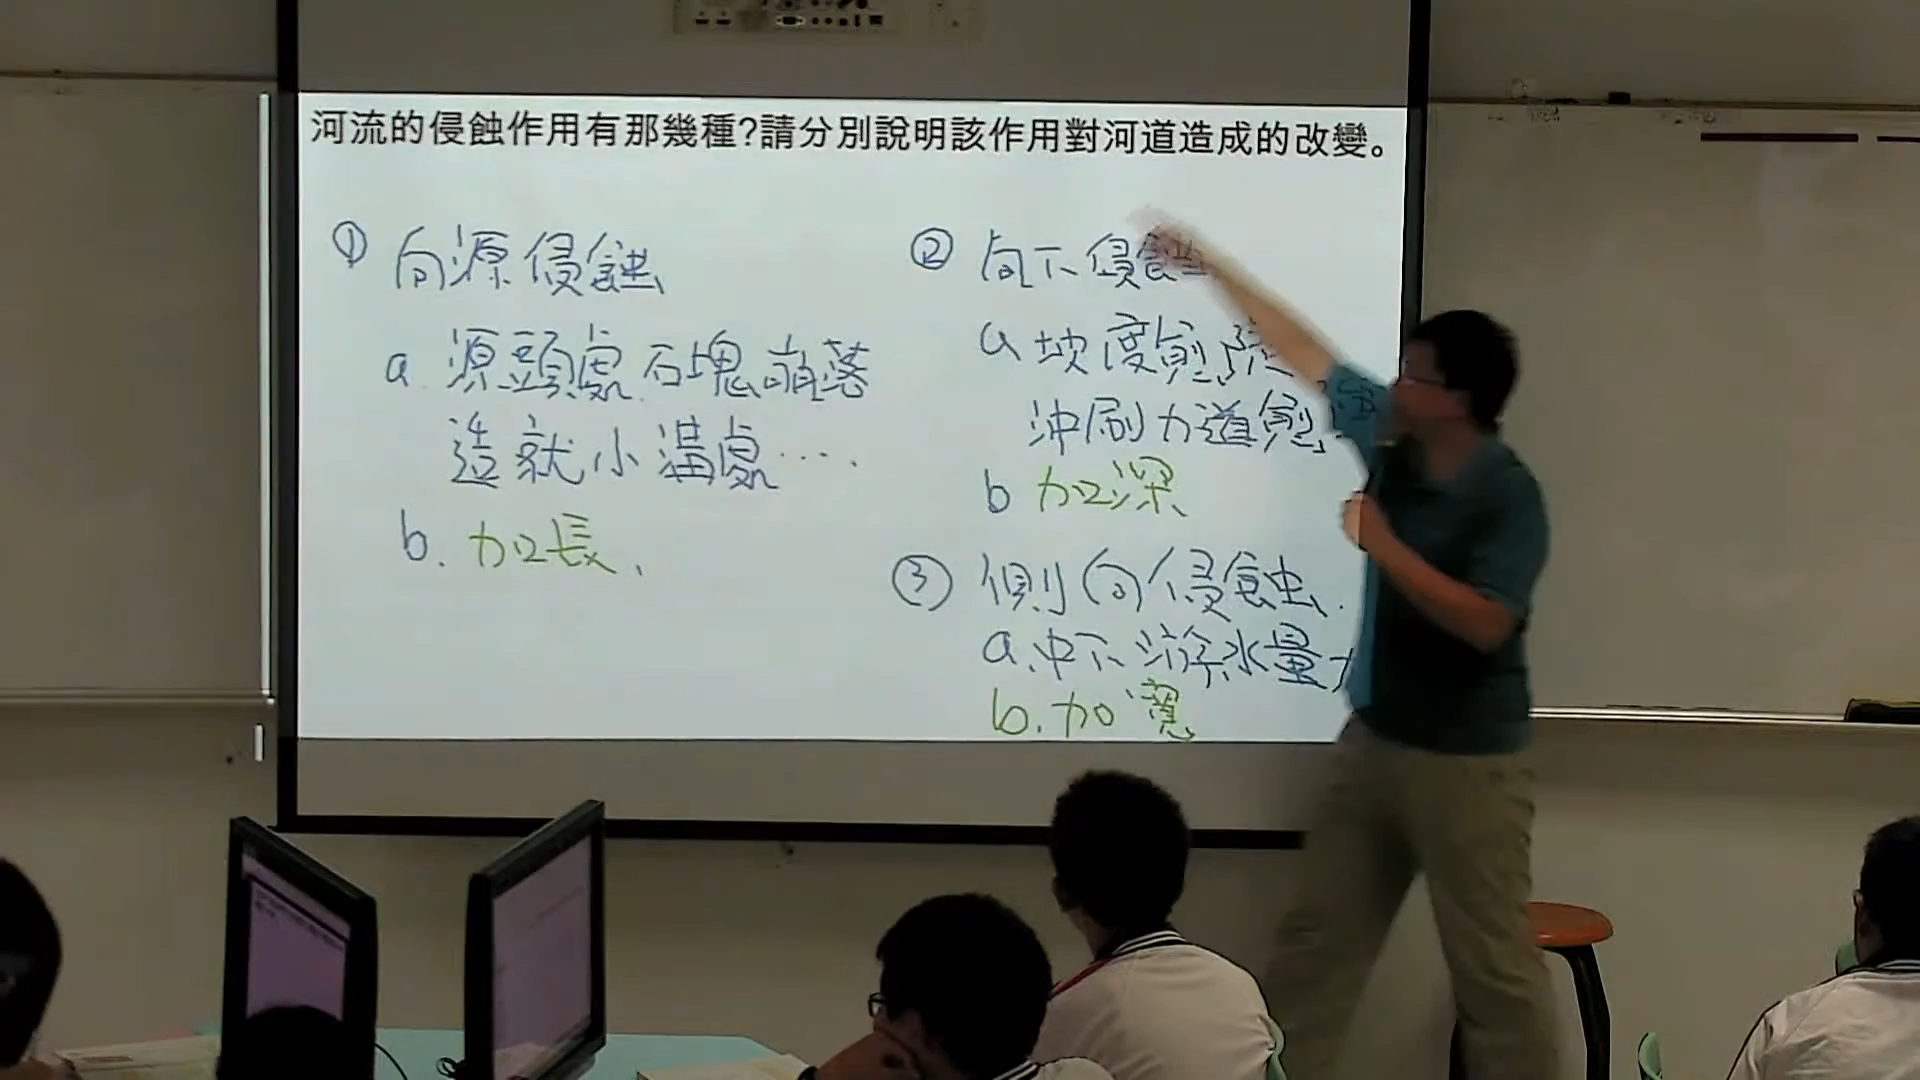 河流的侵蝕作用有那幾種?請分別說明該作用對河道造成的改變。
① 向源侵蝕
a. 源頭處石塊崩落
造就小溝處....
b. 加長、
② 向下侵蝕
a 坡度愈
沖刷力道愈
b 加深
③ 側向侵蝕.
a. 中下游水量
b. 加寬